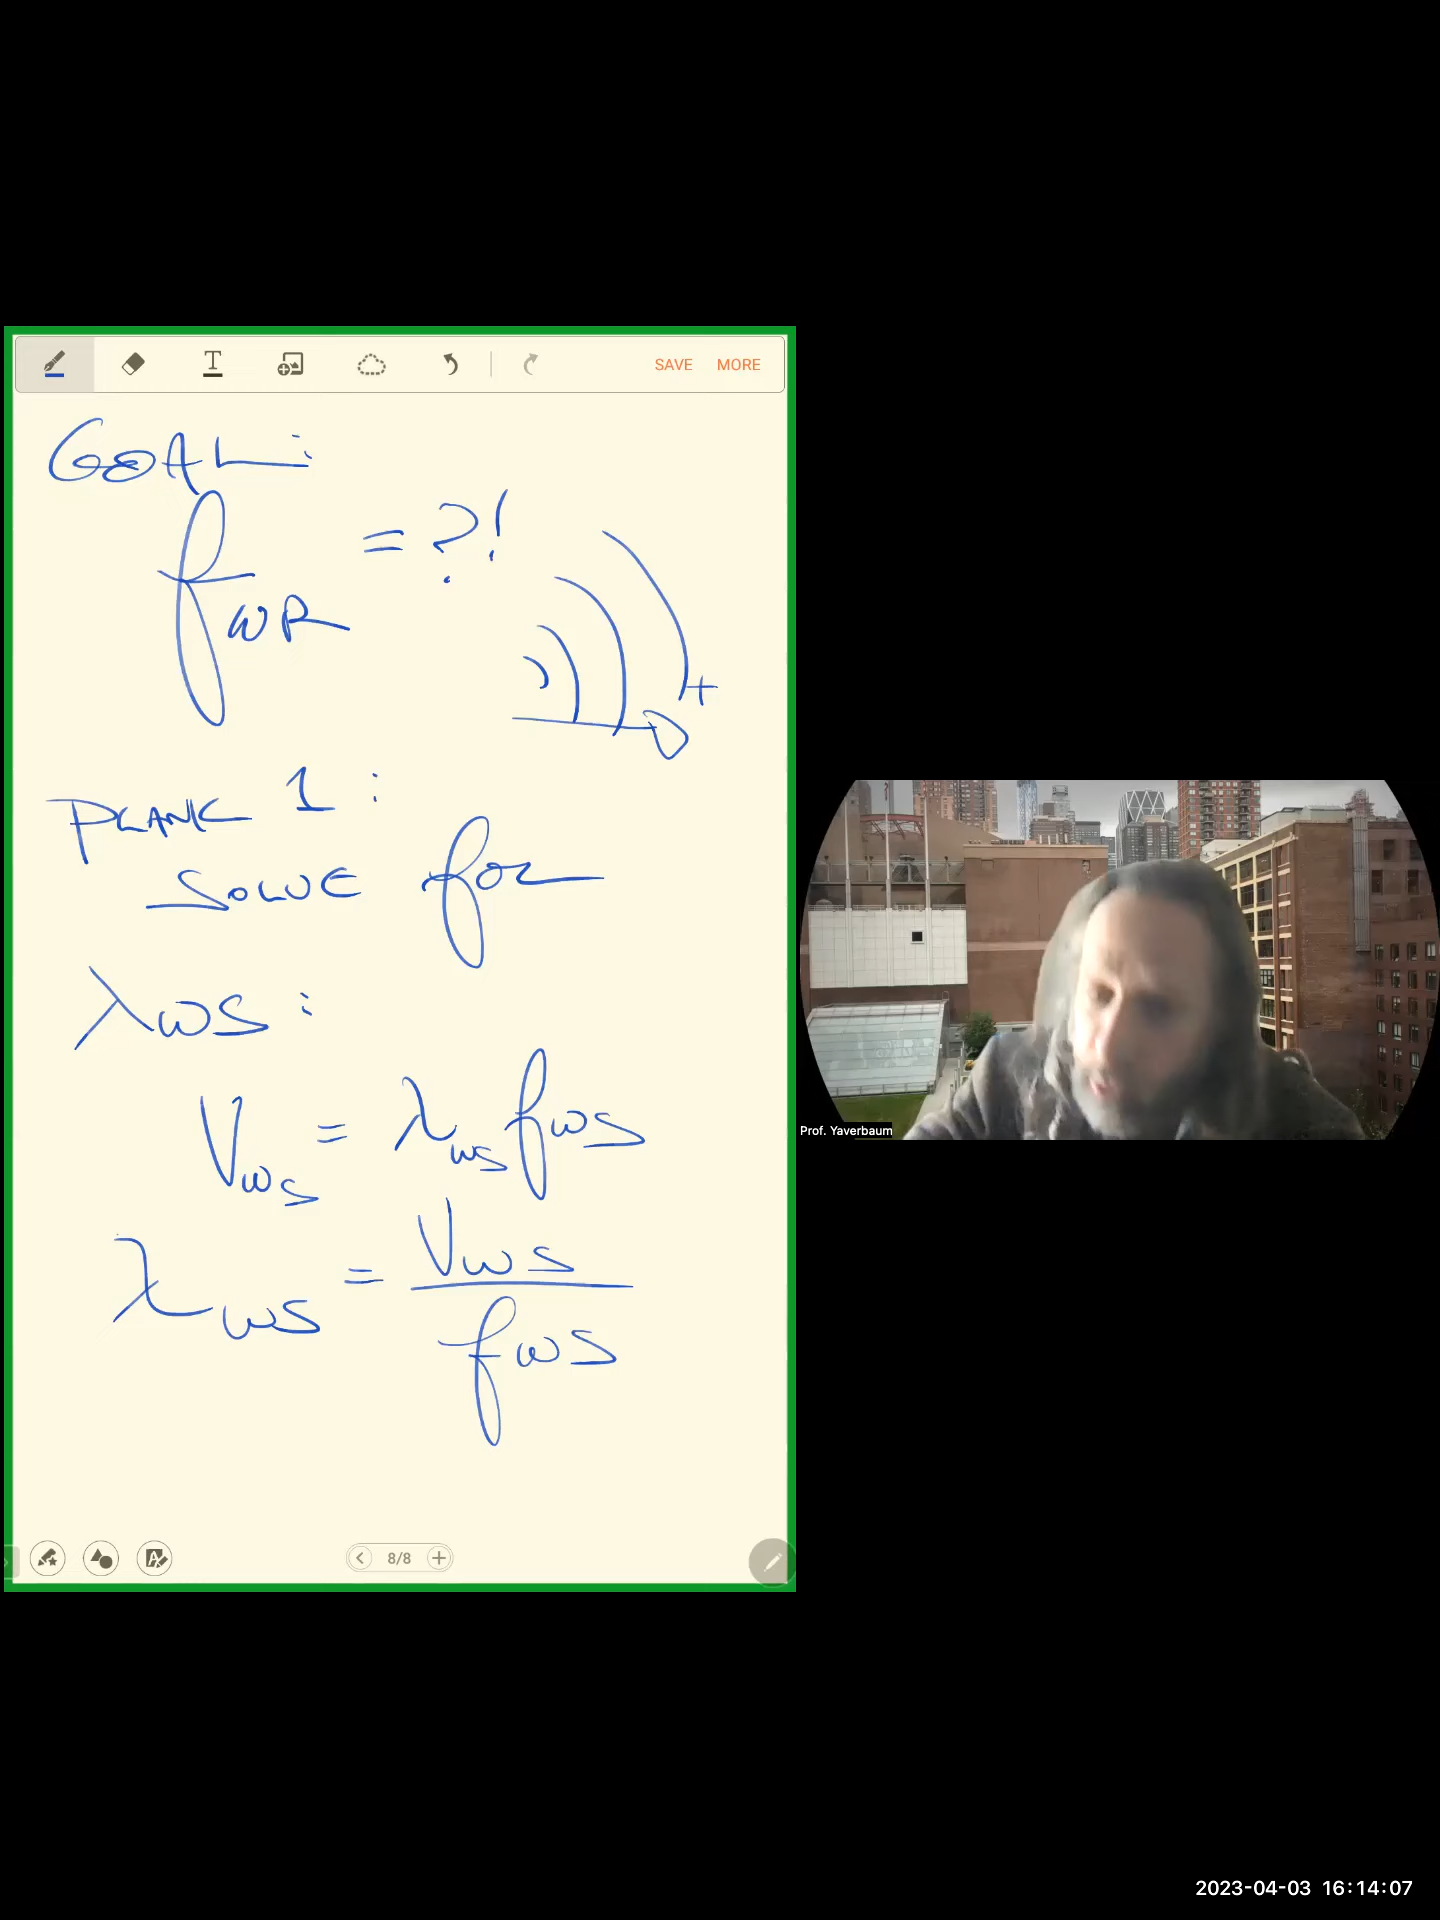 T
SAVE MORE
GOAL:
f_WR = ?!
+
PLANK 1:
SOLVE for
λ_WS:
V_WS = λ_WS f_WS
λ_WS = V_WS / f_WS
Prof. Yaverbaum
A
8/8
2023-04-03 16:14:07